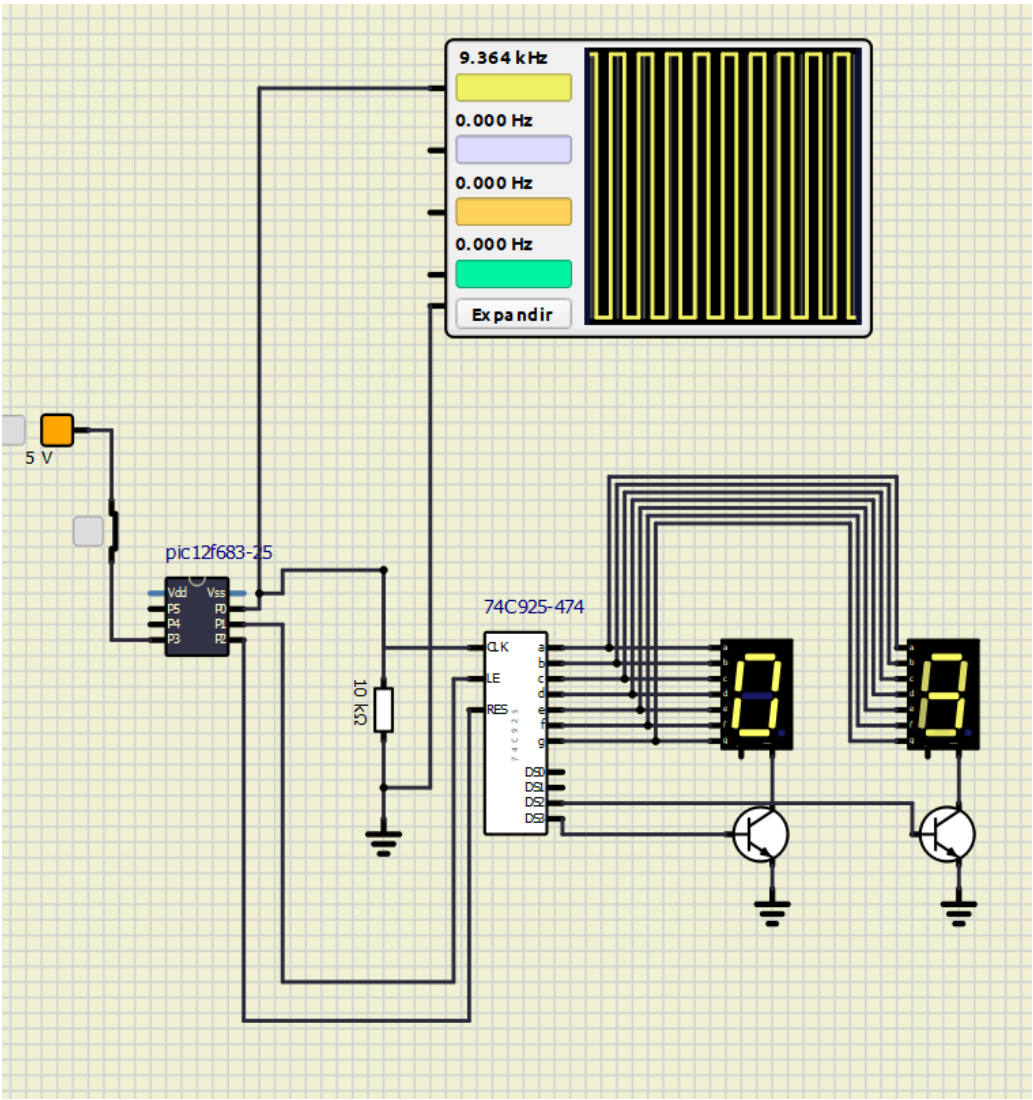 9.364 kHz
0.000 Hz
0.000 Hz
0.000 Hz
Expandir
5 V
pic12f683-25
Vdd Vss
P5 P0
P4 P1
P3 P2
10 kΩ
74C925-474
CLK a
b
LE c
d
RES e
f
g
74C925
DS0
DS1
DS2
DS3
a
b
c
d
e
f
g
a
b
c
d
e
f
g